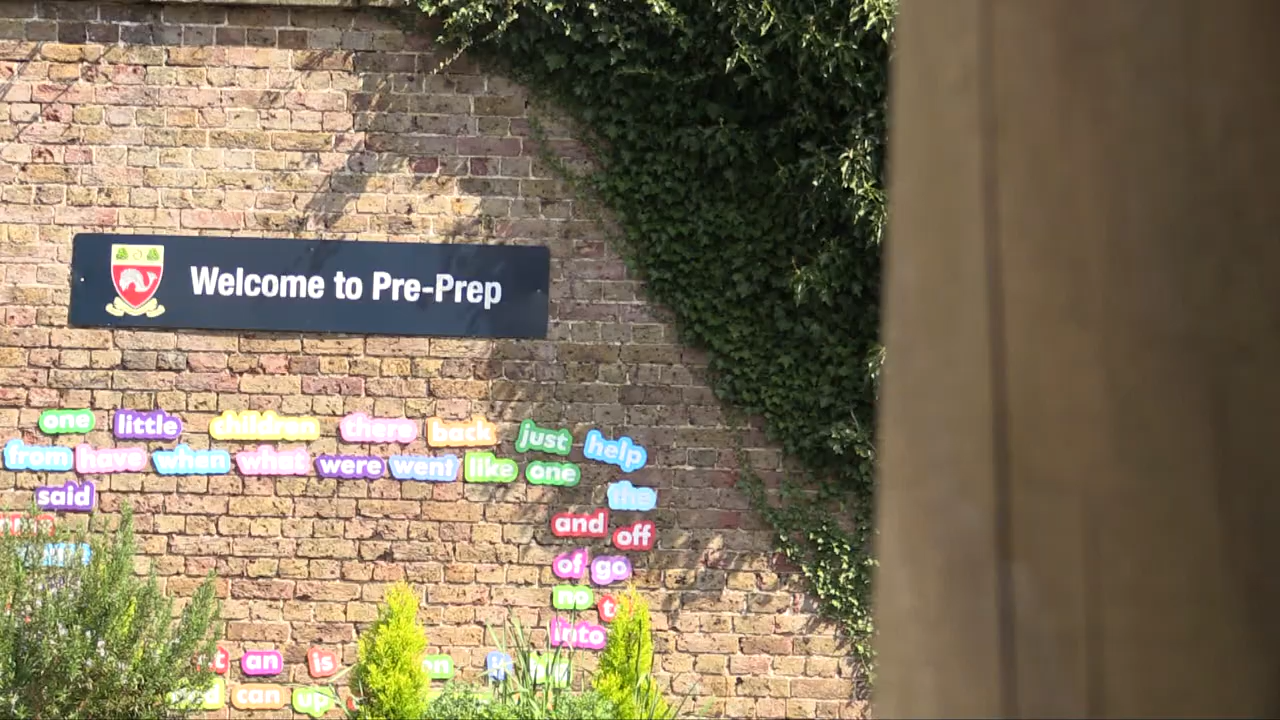 Welcome to Pre-Prep
one little children there back just help
from have when what were went like one
said the
and off
of go
no
into
an is
can up